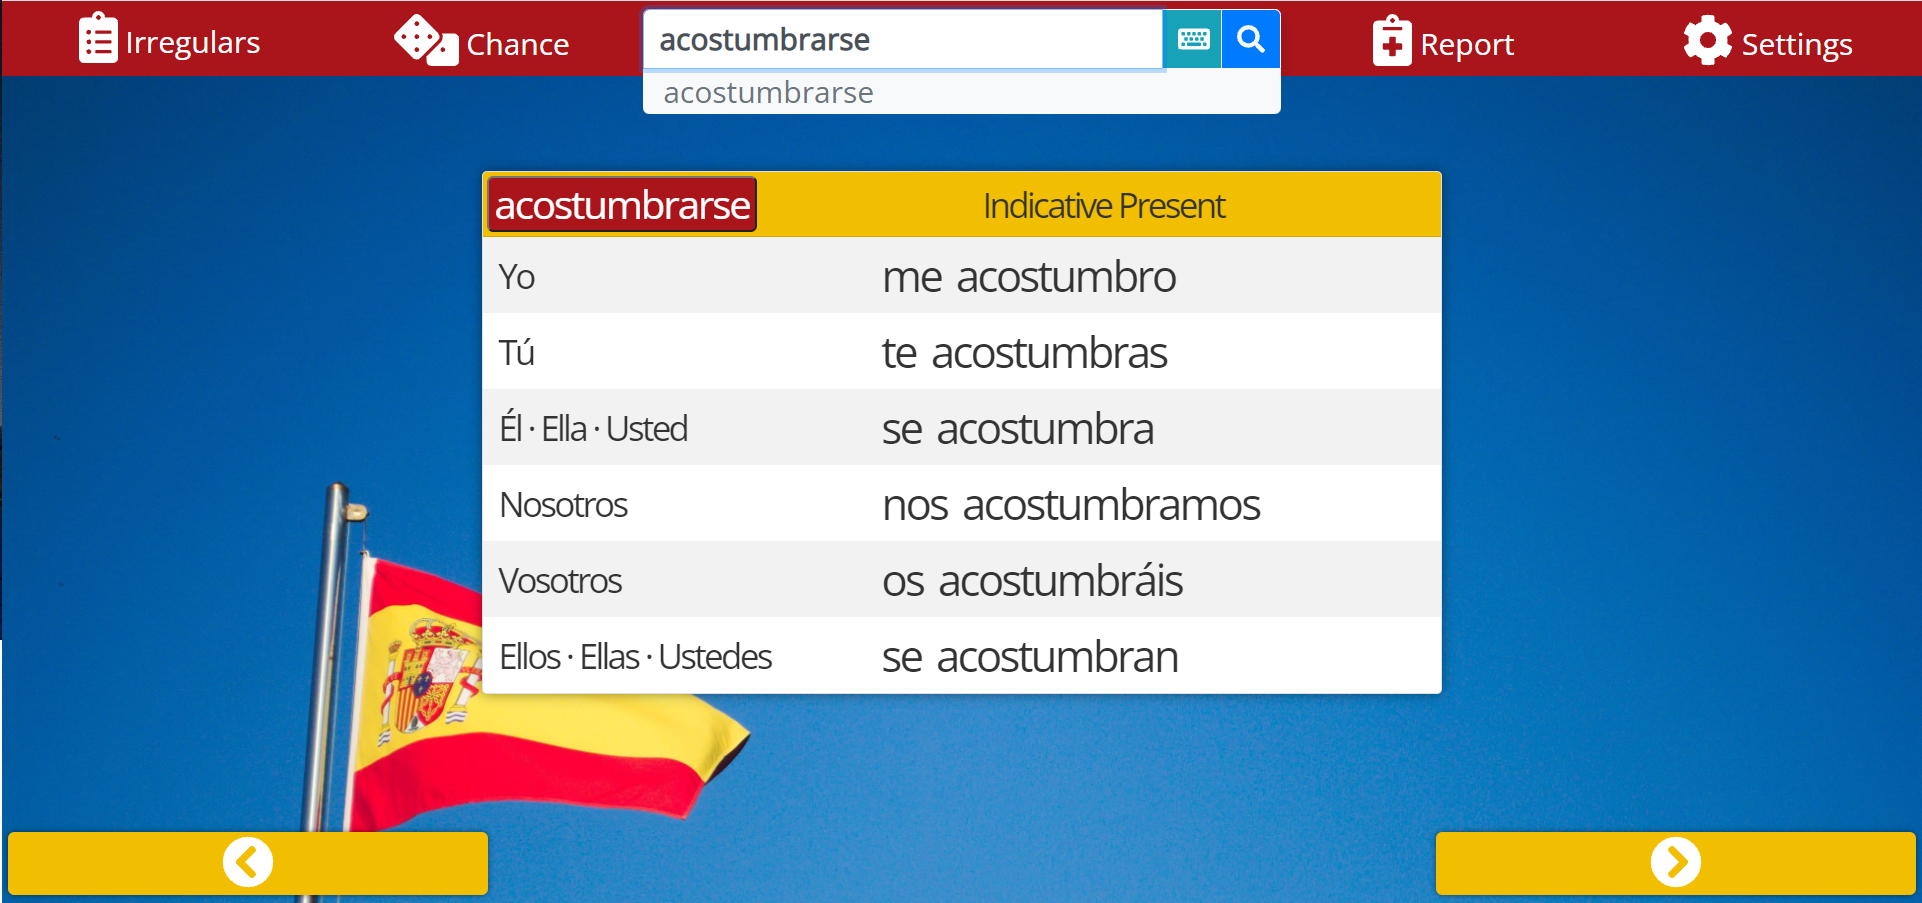 Irregulars
Chance
acostumbrarse
Report
Settings
acostumbrarse
acostumbrarse Indicative Present
Yo me acostumbro
Tú te acostumbras
Él · Ella · Usted se acostumbra
Nosotros nos acostumbramos
Vosotros os acostumbráis
Ellos · Ellas · Ustedes se acostumbran